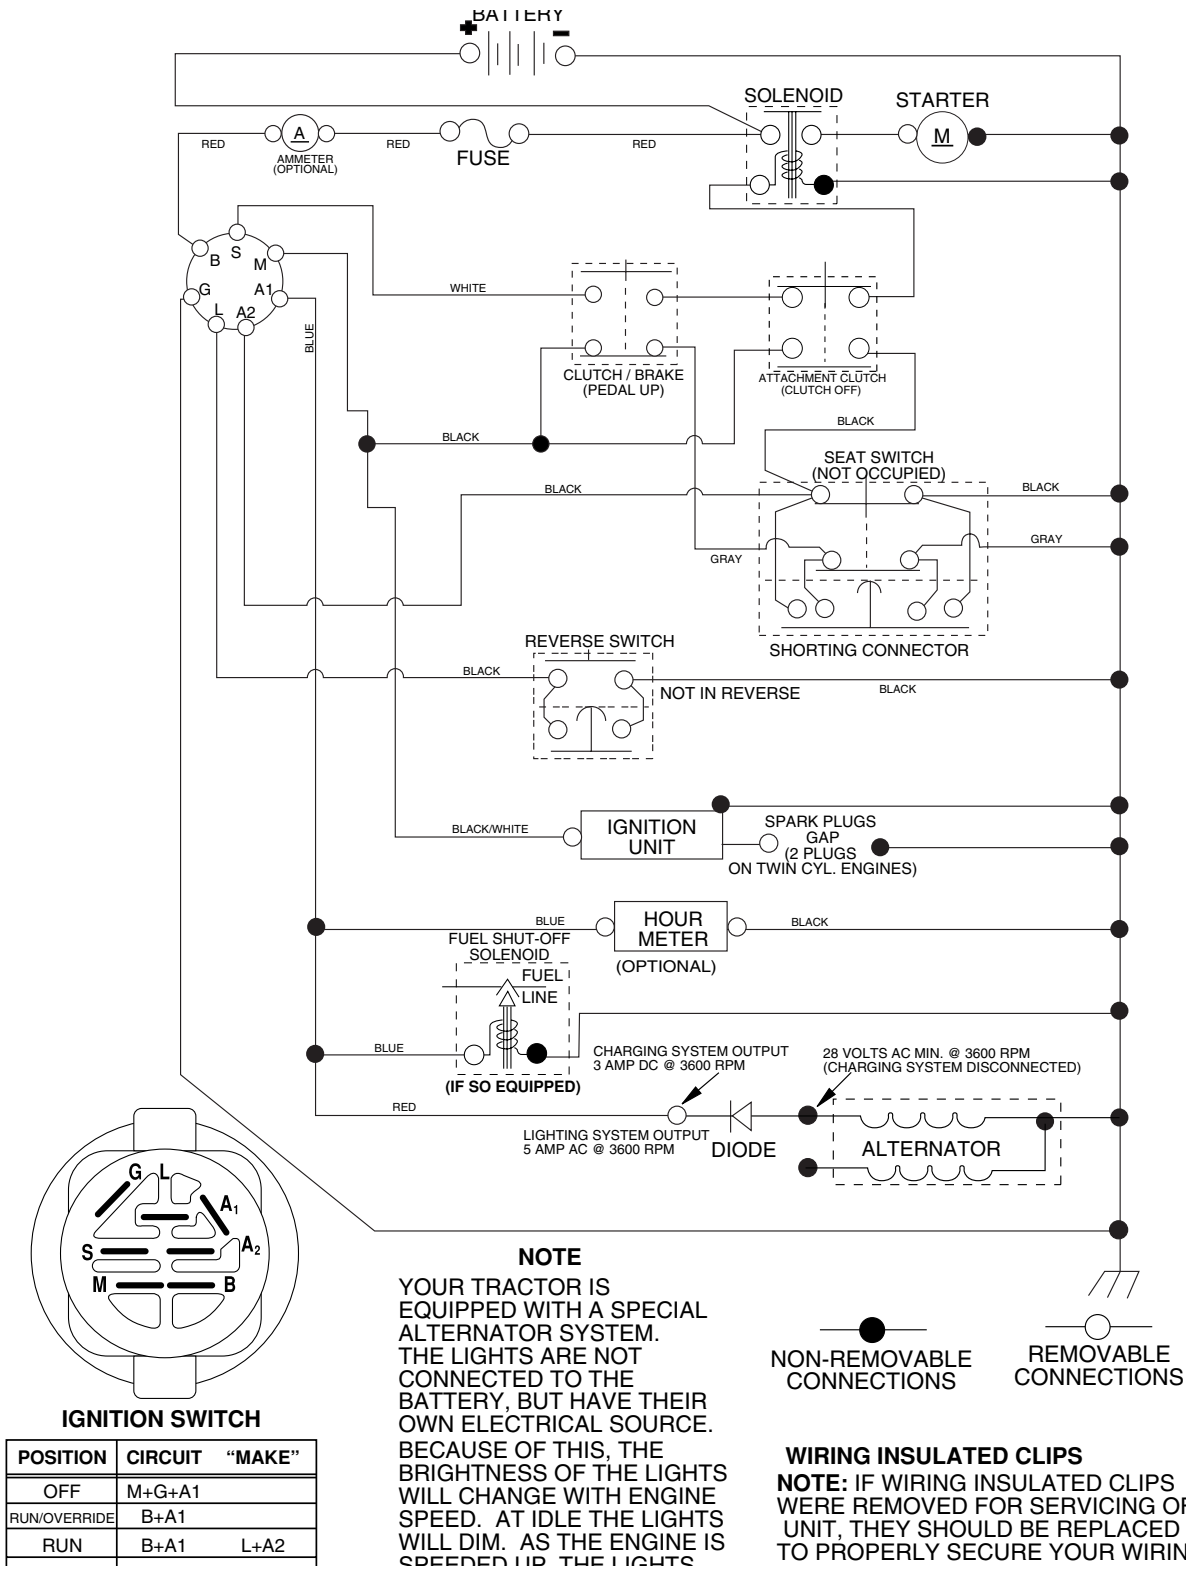 BATTERY
SOLENOID
STARTER
A
M
RED
RED
RED
AMMETER
(OPTIONAL)
FUSE
B
S
M
G
A1
L
A2
WHITE
BLUE
CLUTCH / BRAKE
(PEDAL UP)
ATTACHMENT CLUTCH
(CLUTCH OFF)
BLACK
BLACK
SEAT SWITCH
(NOT OCCUPIED)
BLACK
BLACK
GRAY
GRAY
REVERSE SWITCH
SHORTING CONNECTOR
BLACK
NOT IN REVERSE
BLACK
BLACK/WHITE
IGNITION
UNIT
SPARK PLUGS
GAP
(2 PLUGS
ON TWIN CYL. ENGINES)
BLUE
HOUR
METER
BLACK
(OPTIONAL)
FUEL SHUT-OFF
SOLENOID
FUEL
LINE
BLUE
(IF SO EQUIPPED)
CHARGING SYSTEM OUTPUT
3 AMP DC @ 3600 RPM
28 VOLTS AC MIN. @ 3600 RPM
(CHARGING SYSTEM DISCONNECTED)
RED
LIGHTING SYSTEM OUTPUT
5 AMP AC @ 3600 RPM
DIODE
ALTERNATOR
G
L
A1
S
A2
M
B
IGNITION SWITCH
POSITION CIRCUIT “MAKE”
OFF M+G+A1
RUN/OVERRIDE B+A1
RUN B+A1 L+A2
NOTE
YOUR TRACTOR IS
EQUIPPED WITH A SPECIAL
ALTERNATOR SYSTEM.
THE LIGHTS ARE NOT
CONNECTED TO THE
BATTERY, BUT HAVE THEIR
OWN ELECTRICAL SOURCE.
BECAUSE OF THIS, THE
BRIGHTNESS OF THE LIGHTS
WILL CHANGE WITH ENGINE
SPEED. AT IDLE THE LIGHTS
WILL DIM. AS THE ENGINE IS
SPEEDED UP, THE LIGHTS
NON-REMOVABLE
CONNECTIONS
REMOVABLE
CONNECTIONS
WIRING INSULATED CLIPS
NOTE: IF WIRING INSULATED CLIPS
WERE REMOVED FOR SERVICING OF
UNIT, THEY SHOULD BE REPLACED
TO PROPERLY SECURE YOUR WIRIN